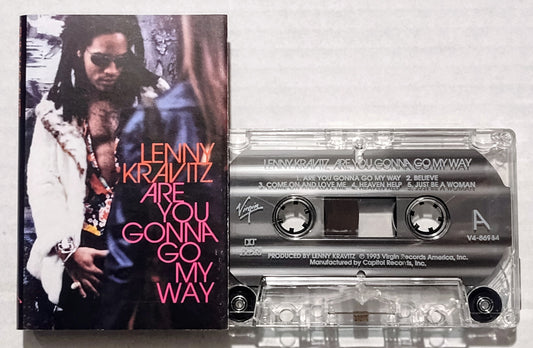 LENNY
KRAVITZ
ARE
YOU
GONNA
GO
MY
WAY
LENNY KRAVITZ ARE YOU GONNA GO MY WAY
1. ARE YOU GONNA GO MY WAY 2. BELIEVE
3. COME ON AND LOVE ME 4. HEAVEN HELP 5. JUST BE A WOMAN
Virgin
A
V4-86984
PRODUCED BY LENNY KRAVITZ ℗ 1993 Virgin Records America, Inc.
Manufactured by Capitol Records, Inc.